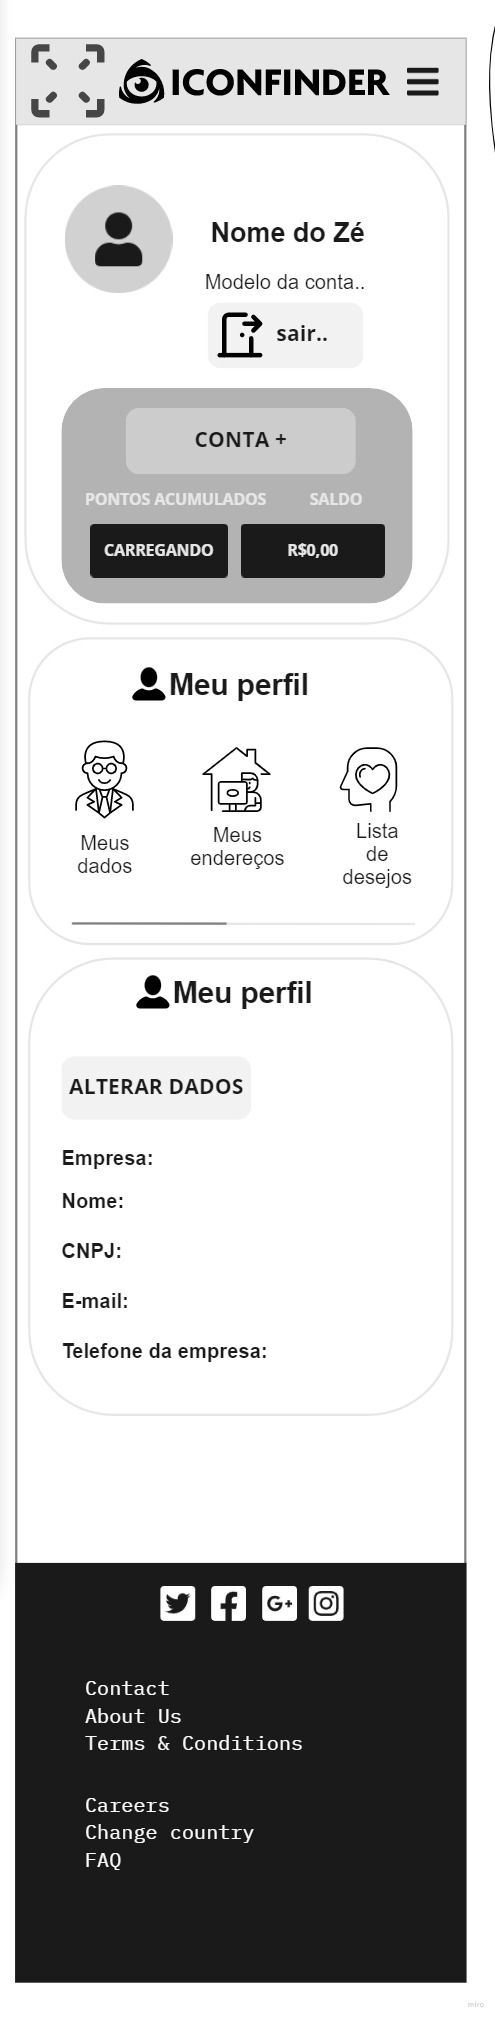 ICONFINDER
Nome do Zé
Modelo da conta..
sair..
CONTA +
PONTOS ACUMULADOS SALDO
CARREGANDO R$0,00
Meu perfil
Meus
dados
Meus
endereços
Lista
de
desejos
Meu perfil
ALTERAR DADOS
Empresa:
Nome:
CNPJ:
E-mail:
Telefone da empresa:
G+
Contact
About Us
Terms & Conditions
Careers
Change country
FAQ
miro